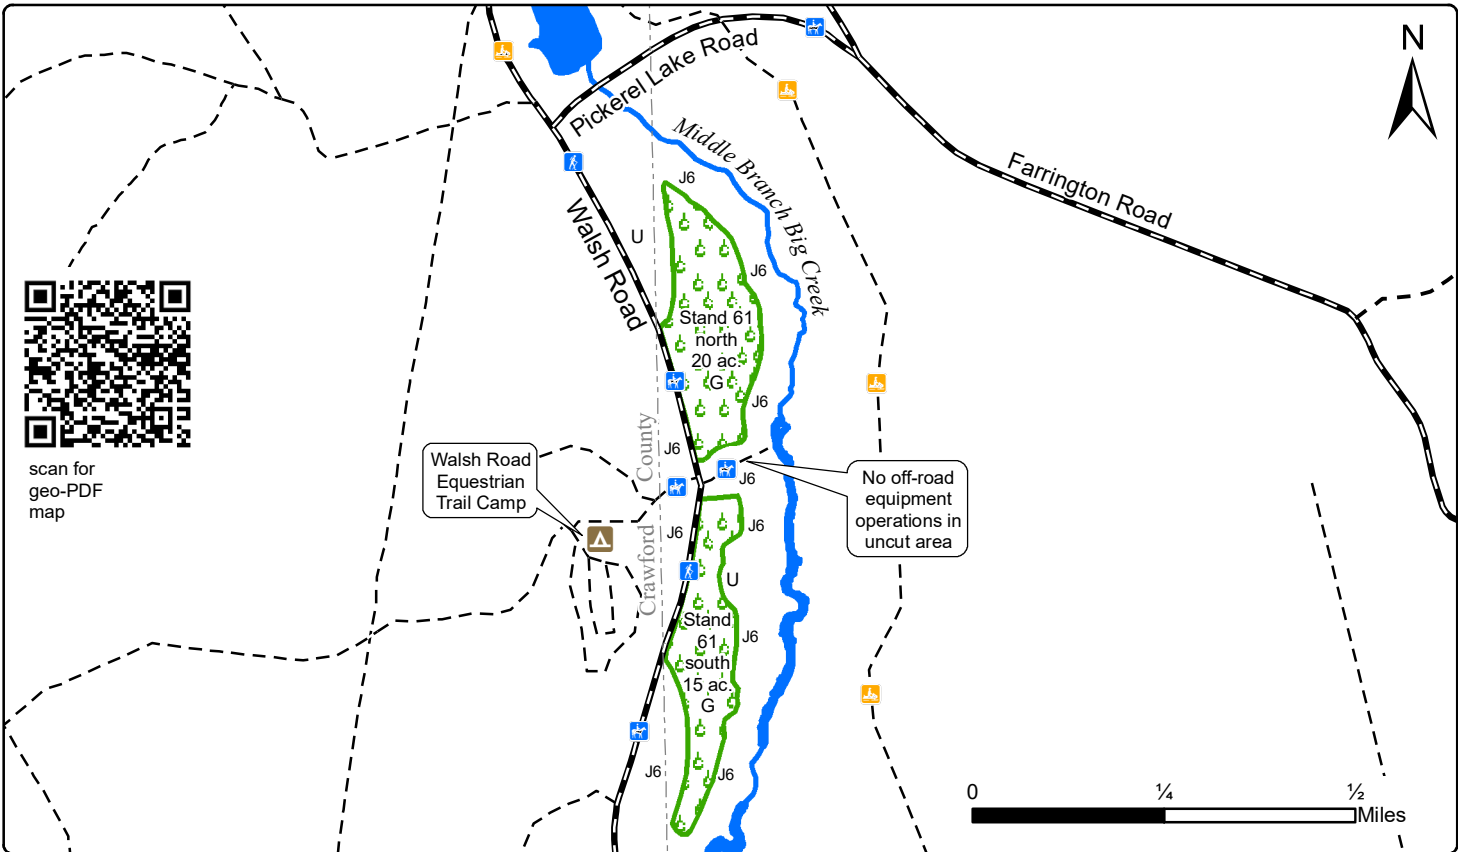 N
Pickerel Lake Road
Middle Branch Big Creek
Farrington Road
Walsh Road
J6
U
J6
Stand 61
north
20 ac.
G
J6
J6
Crawford County
scan for
geo-PDF
map
Walsh Road
Equestrian
Trail Camp
J6
No off-road
equipment
operations in
uncut area
J6
J6
U
Stand
61
south
15 ac.
G
J6
J6
J6
0 ¼ ½
Miles